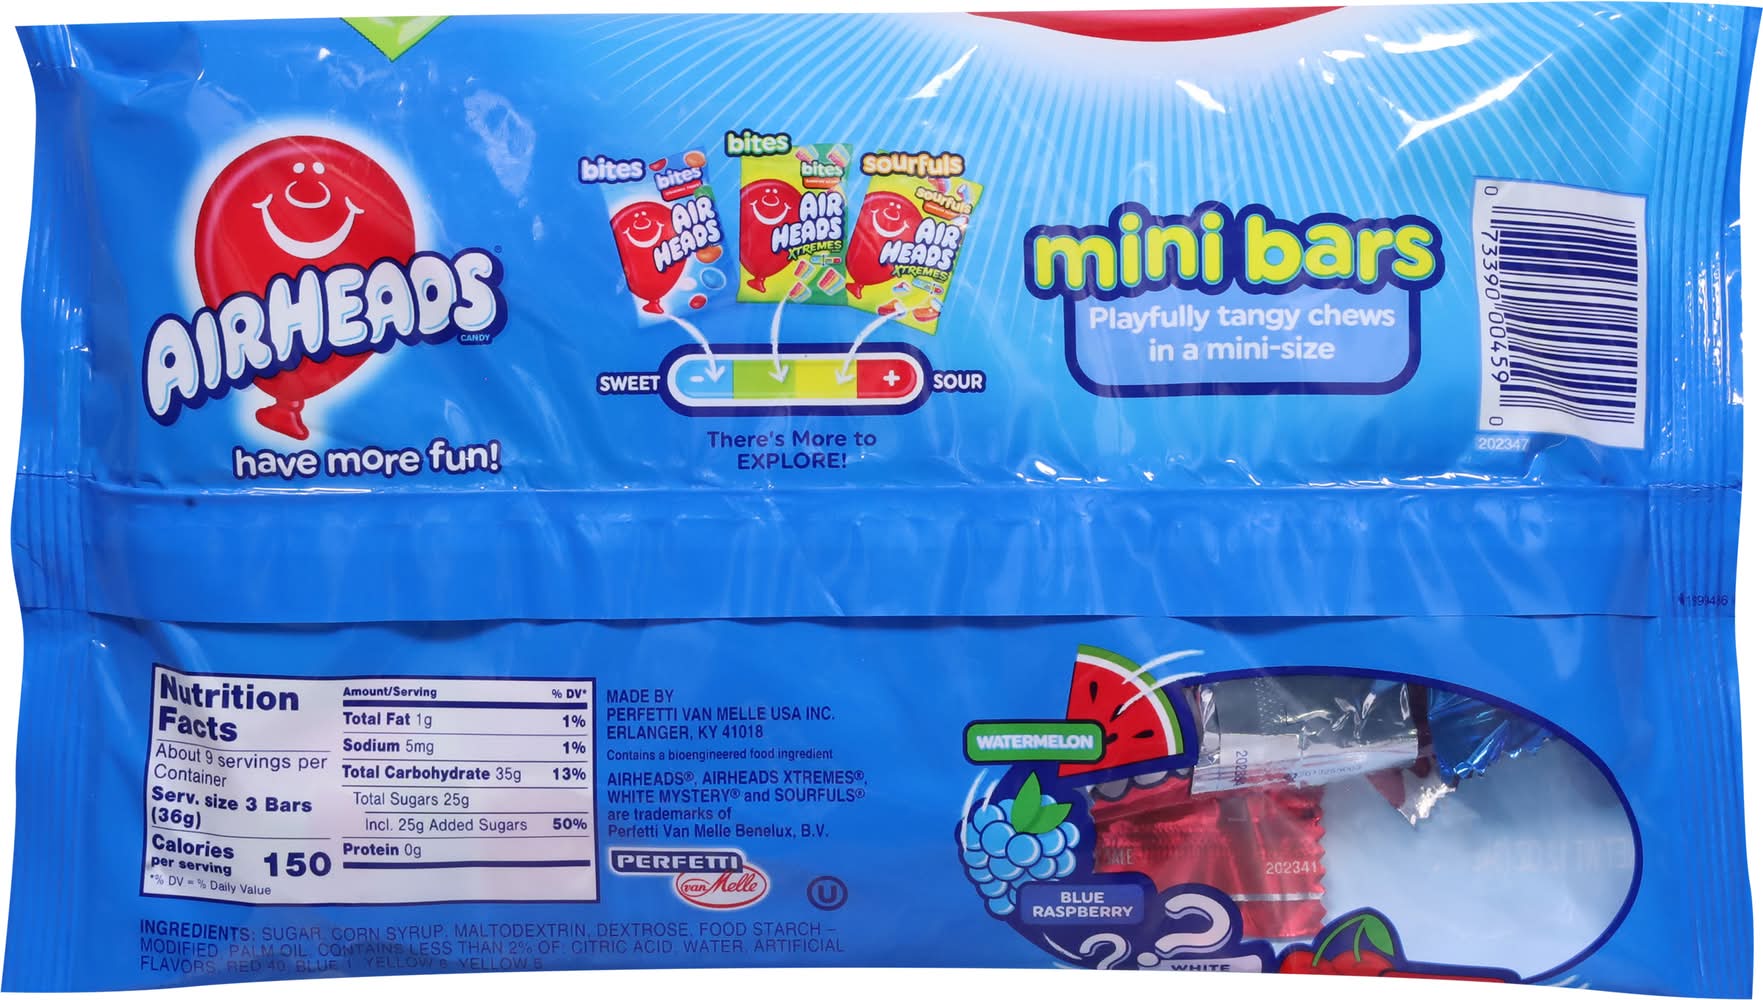 AIRHEADS®
CANDY
have more fun!
bites
bites
AIR
HEADS
bites
bites
AIR
HEADS
XTREMES
sourfuls
sourfuls
AIR
HEADS
XTREMES
SWEET - + SOUR
There's More to
EXPLORE!
mini bars
Playfully tangy chews
in a mini-size
0 73390 00459 0
202347
Nutrition
Facts
About 9 servings per
Container
Serv. size 3 Bars
(36g)
Calories
per serving 150
*% DV = % Daily Value
Amount/Serving % DV*
Total Fat 1g 1%
Sodium 5mg 1%
Total Carbohydrate 35g 13%
Total Sugars 25g
Incl. 25g Added Sugars 50%
Protein 0g
MADE BY
PERFETTI VAN MELLE USA INC.
ERLANGER, KY 41018
Contains a bioengineered food ingredient
AIRHEADS®, AIRHEADS XTREMES®,
WHITE MYSTERY® and SOURFULS®
are trademarks of
Perfetti Van Melle Benelux, B.V.
PERFETTI
van Melle
U
INGREDIENTS: SUGAR, CORN SYRUP, MALTODEXTRIN, DEXTROSE, FOOD STARCH –
MODIFIED, PALM OIL, CONTAINS LESS THAN 2% OF: CITRIC ACID, WATER, ARTIFICIAL
FLAVORS, RED 40, BLUE 1, YELLOW 6, YELLOW 5
WATERMELON
BLUE
RASPBERRY
??
WHITE
202341